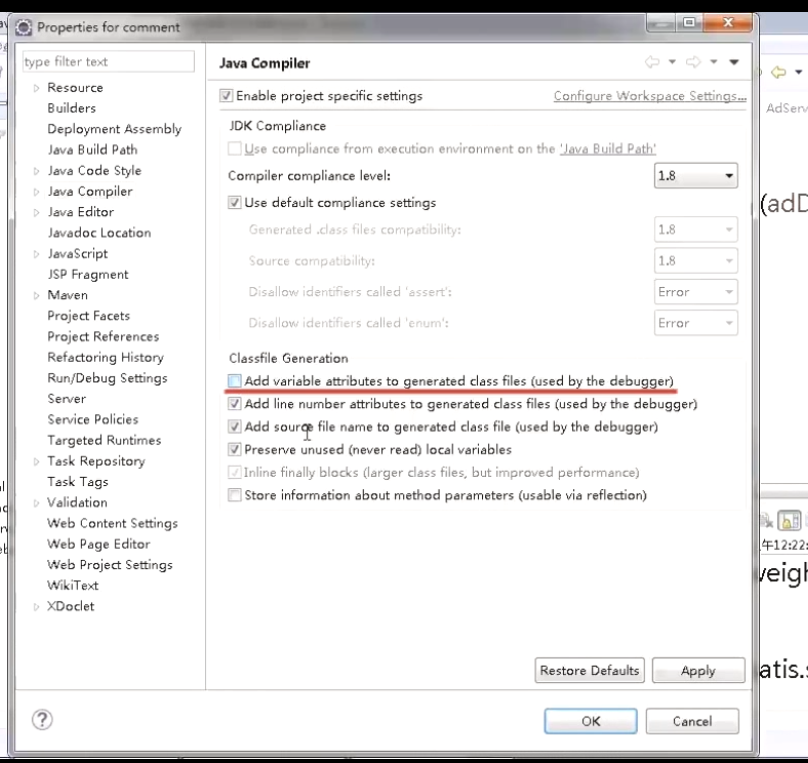 Properties for comment
type filter text
Resource
Builders
Deployment Assembly
Java Build Path
Java Code Style
Java Compiler
Java Editor
Javadoc Location
JavaScript
JSP Fragment
Maven
Project Facets
Project References
Refactoring History
Run/Debug Settings
Server
Service Policies
Targeted Runtimes
Task Repository
Task Tags
Validation
Web Content Settings
Web Page Editor
Web Project Settings
WikiText
XDoclet
Java Compiler
Enable project specific settings
Configure Workspace Settings...
JDK Compliance
Use compliance from execution environment on the 'Java Build Path'
Compiler compliance level: 1.8
Use default compliance settings
Generated .class files compatibility: 1.8
Source compatibility: 1.8
Disallow identifiers called 'assert': Error
Disallow identifiers called 'enum': Error
Classfile Generation
Add variable attributes to generated class files (used by the debugger)
Add line number attributes to generated class files (used by the debugger)
Add source file name to generated class file (used by the debugger)
Preserve unused (never read) local variables
Inline finally blocks (larger class files, but improved performance)
Store information about method parameters (usable via reflection)
Restore Defaults
Apply
OK
Cancel
AdServ
(adD
午12:22:
weigh
atis.s